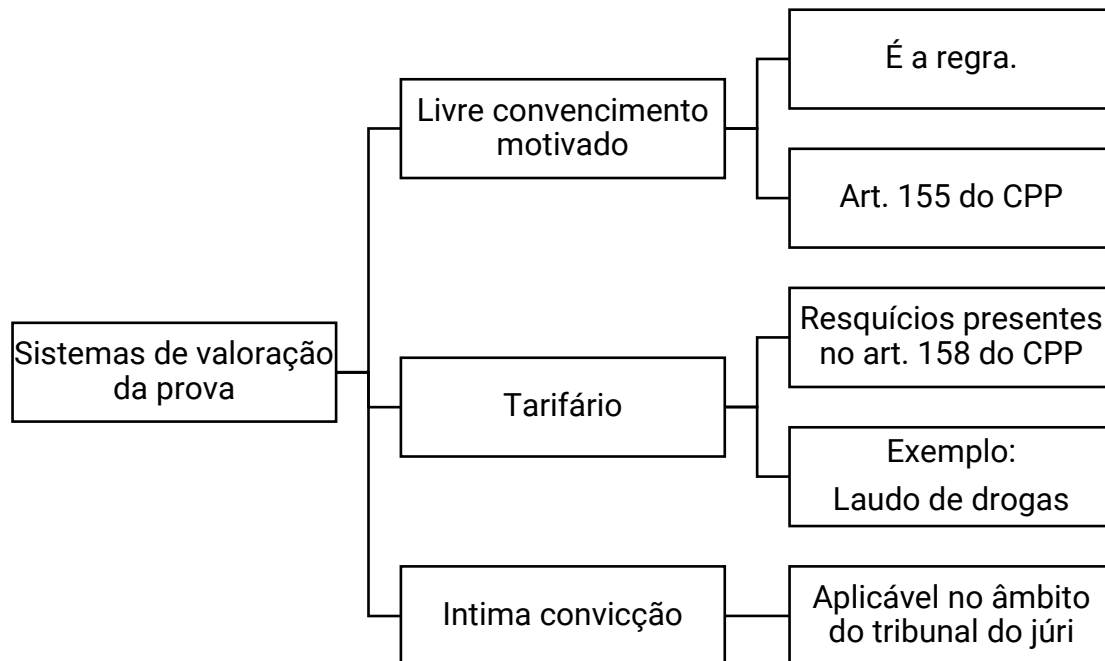 Sistemas de valoração
da prova
Livre convencimento
motivado
É a regra.
Art. 155 do CPP
Tarifário
Resquícios presentes
no art. 158 do CPP
Exemplo:
Laudo de drogas
Intima convicção
Aplicável no âmbito
do tribunal do júri